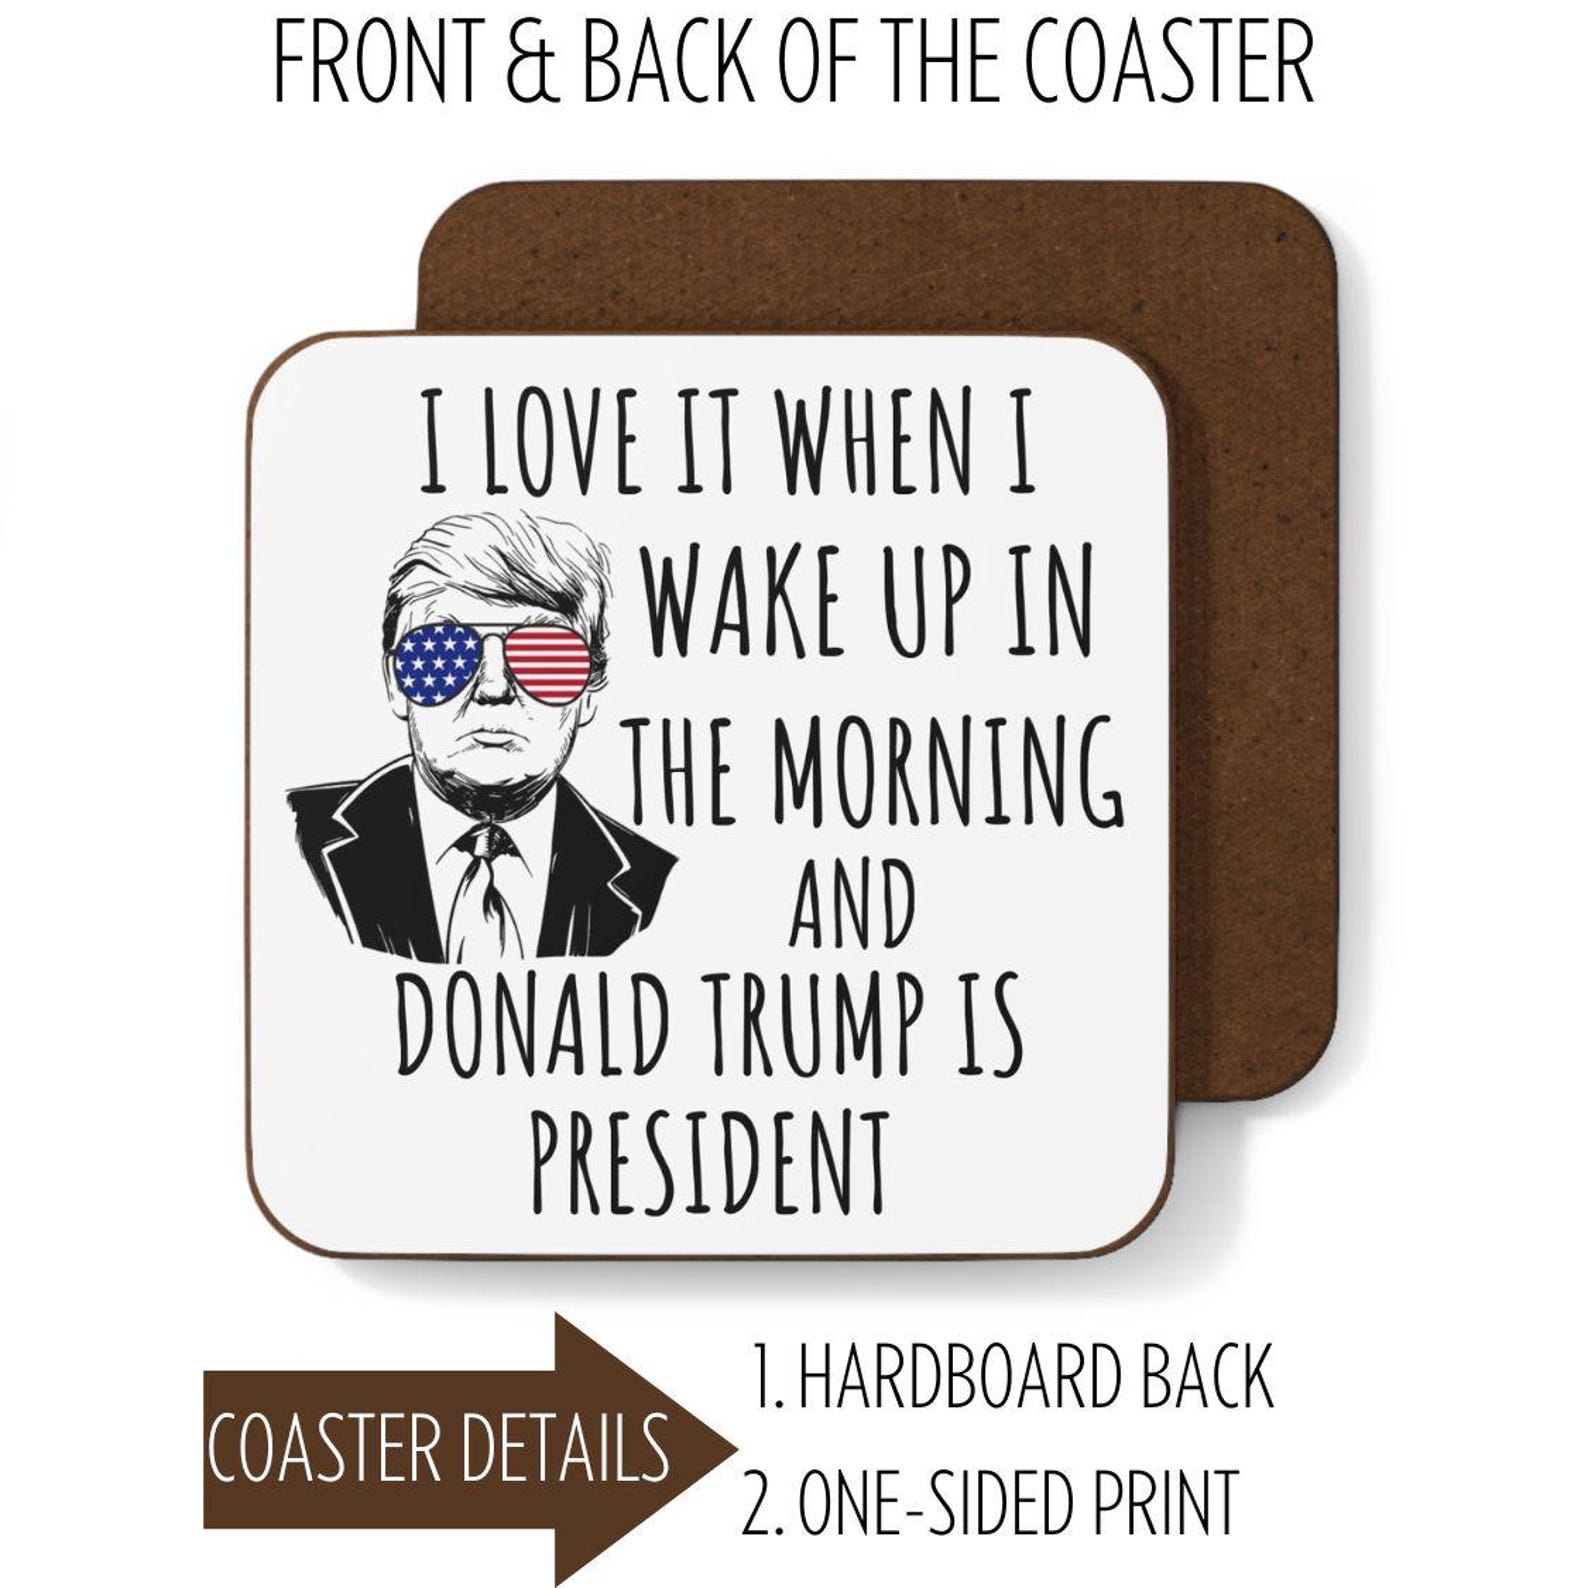 FRONT & BACK OF THE COASTER
I LOVE IT WHEN I
WAKE UP IN
THE MORNING
AND
DONALD TRUMP IS
PRESIDENT
COASTER DETAILS
1. HARDBOARD BACK
2. ONE-SIDED PRINT